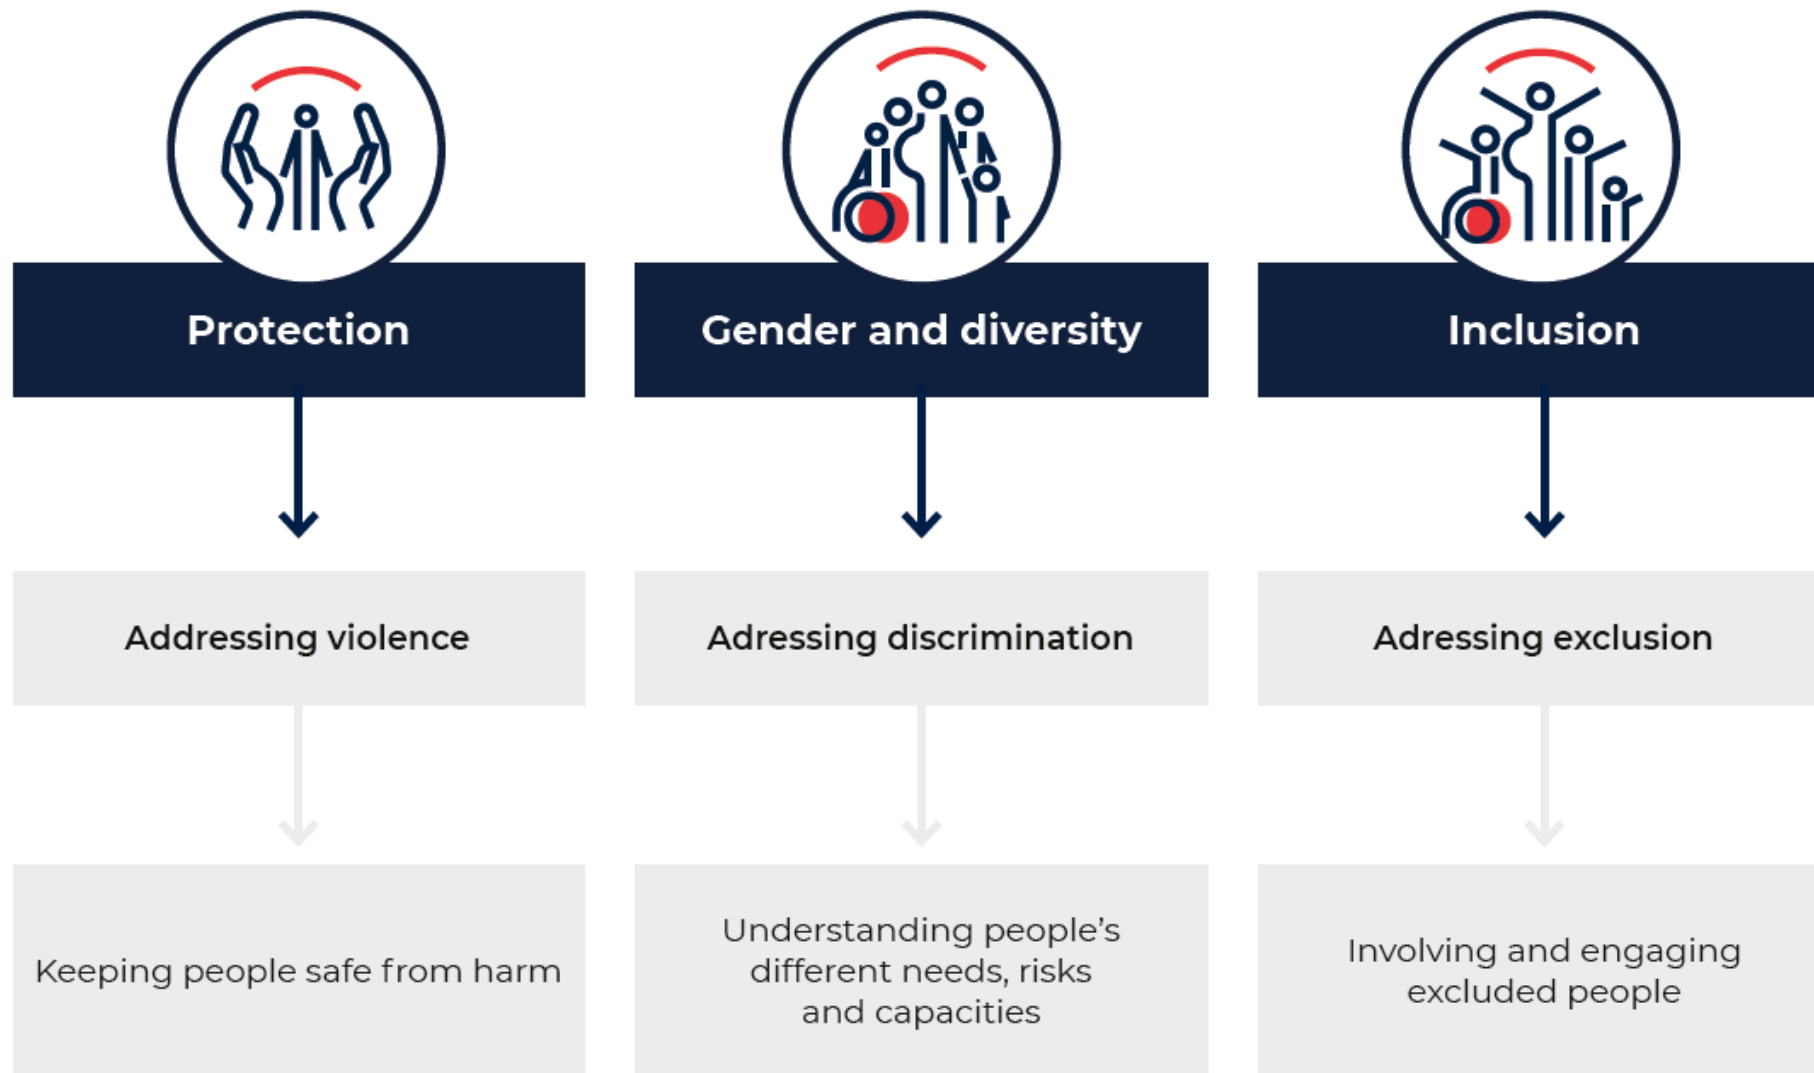 Protection
Gender and diversity
Inclusion
Addressing violence
Adressing discrimination
Adressing exclusion
Keeping people safe from harm
Understanding people’s
different needs, risks
and capacities
Involving and engaging
excluded people